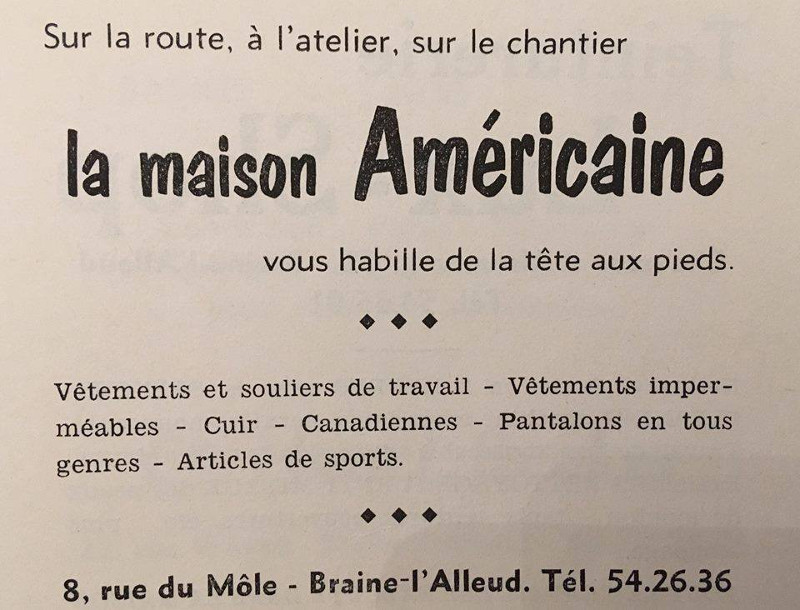 Sur la route, à l'atelier, sur le chantier
la maison Américaine
vous habille de la tête aux pieds.
Vêtements et souliers de travail - Vêtements imper-
méables - Cuir - Canadiennes - Pantalons en tous
genres - Articles de sports.
8, rue du Môle - Braine-l'Alleud. Tél. 54.26.36